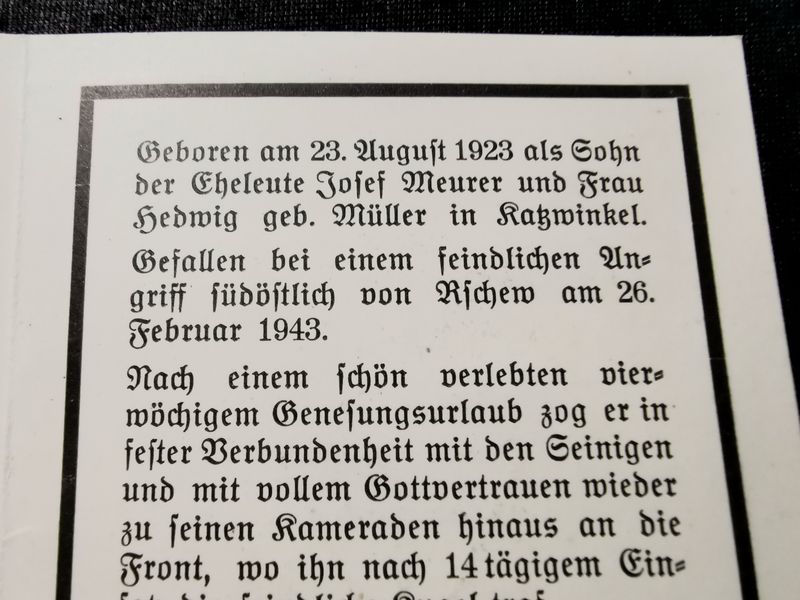 Geboren am 23. August 1923 als Sohn
der Eheleute Josef Meurer und Frau
Hedwig geb. Müller in Katzwinkel.
Gefallen bei einem feindlichen An-
griff südöstlich von Rschew am 26.
Februar 1943.
Nach einem schön verlebten vier-
wöchigem Genesungsurlaub zog er in
fester Verbundenheit mit den Seinigen
und mit vollem Gottvertrauen wieder
zu seinen Kameraden hinaus an die
Front, wo ihn nach 14 tägigem Ein-